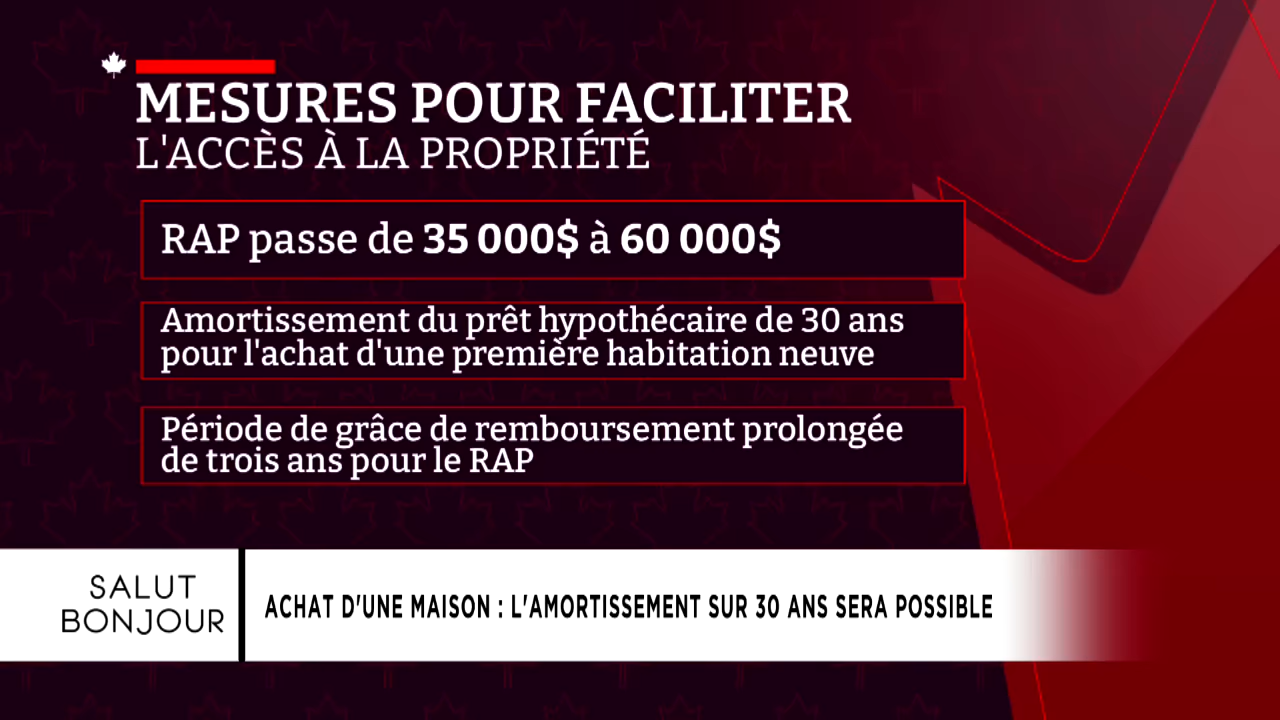 MESURES POUR FACILITER
L'ACCÈS À LA PROPRIÉTÉ
RAP passe de 35 000$ à 60 000$
Amortissement du prêt hypothécaire de 30 ans
pour l'achat d'une première habitation neuve
Période de grâce de remboursement prolongée
de trois ans pour le RAP
SALUT
BONJOUR
ACHAT D'UNE MAISON : L'AMORTISSEMENT SUR 30 ANS SERA POSSIBLE